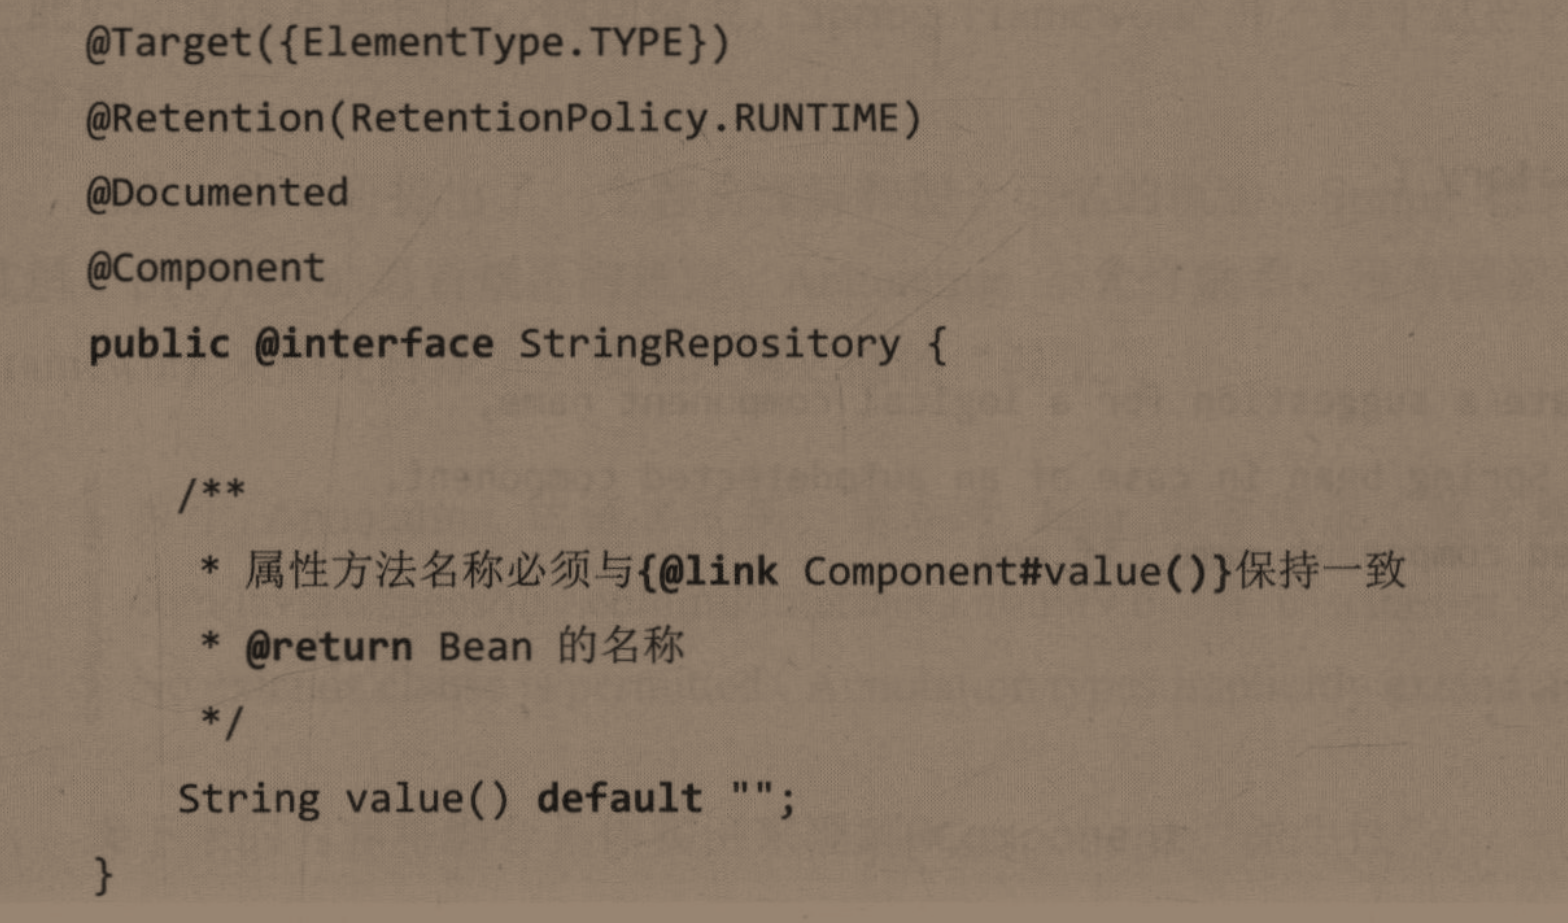 @Target({ElementType.TYPE})
@Retention(RetentionPolicy.RUNTIME)
@Documented
@Component
public @interface StringRepository {
/**
* 属性方法名称必须与{@link Component#value()}保持一致
* @return Bean 的名称
*/
String value() default "";
}